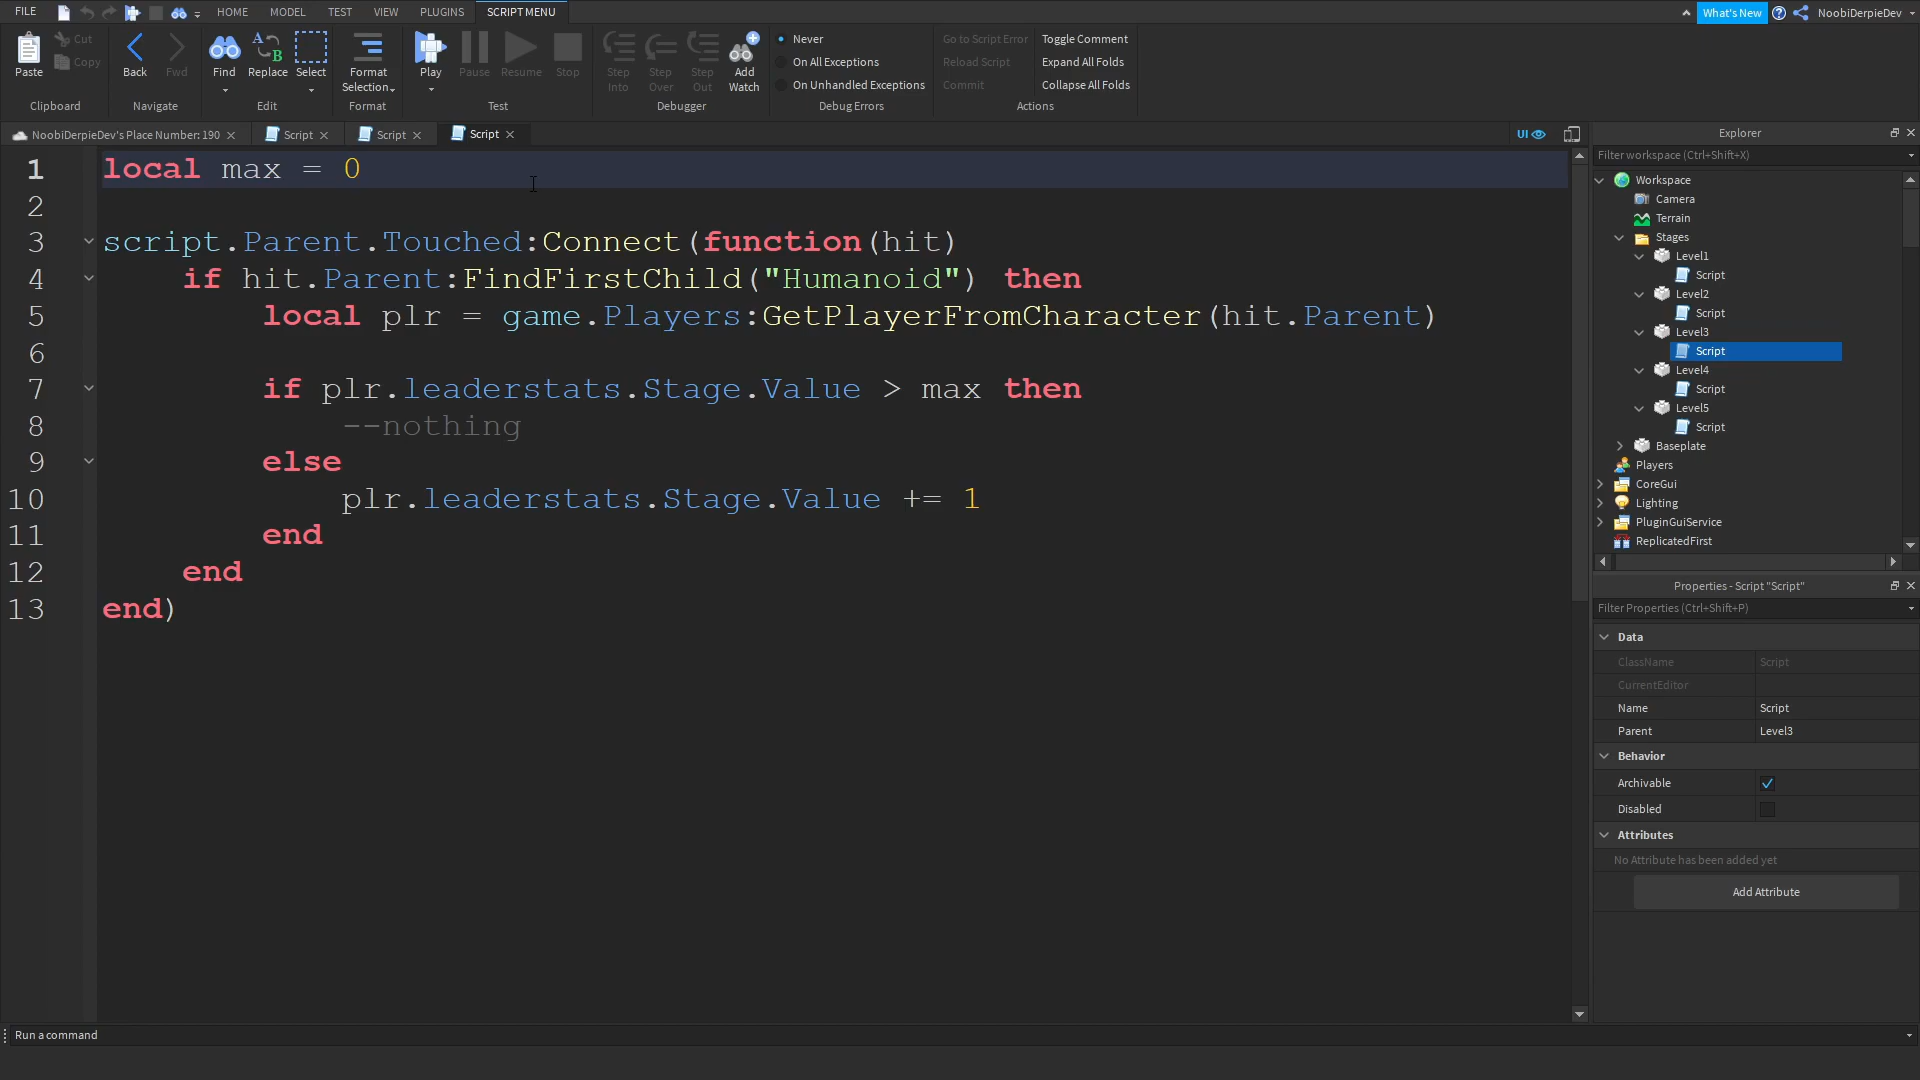 FILE HOME MODEL TEST VIEW PLUGINS SCRIPT MENU What's New NoobiDerpieDev
Paste Cut Copy Clipboard
Back Fwd Navigate
Find Replace Select Edit
Format Selection Format
Play Pause Resume Stop Test
Step Into Step Over Step Out Add Watch Debugger
Never
On All Exceptions
On Unhandled Exceptions
Debug Errors
Go to Script Error Toggle Comment
Reload Script Expand All Folds
Commit Collapse All Folds
Actions
NoobiDerpieDev's Place Number: 190 Script Script Script UI
1 local max = 0
2
3 script.Parent.Touched:Connect(function(hit)
4 if hit.Parent:FindFirstChild("Humanoid") then
5 local plr = game.Players:GetPlayerFromCharacter(hit.Parent)
6
7 if plr.leaderstats.Stage.Value > max then
8 --nothing
9 else
10 plr.leaderstats.Stage.Value += 1
11 end
12 end
13 end)
Explorer
Filter workspace (Ctrl+Shift+X)
Workspace
Camera
Terrain
Stages
Level1
Script
Level2
Script
Level3
Script
Level4
Script
Level5
Script
Baseplate
Players
CoreGui
Lighting
PluginGuiService
ReplicatedFirst
Properties - Script "Script"
Filter Properties (Ctrl+Shift+P)
Data
ClassName Script
CurrentEditor
Name Script
Parent Level3
Behavior
Archivable
Disabled
Attributes
No Attribute has been added yet
Add Attribute
Run a command